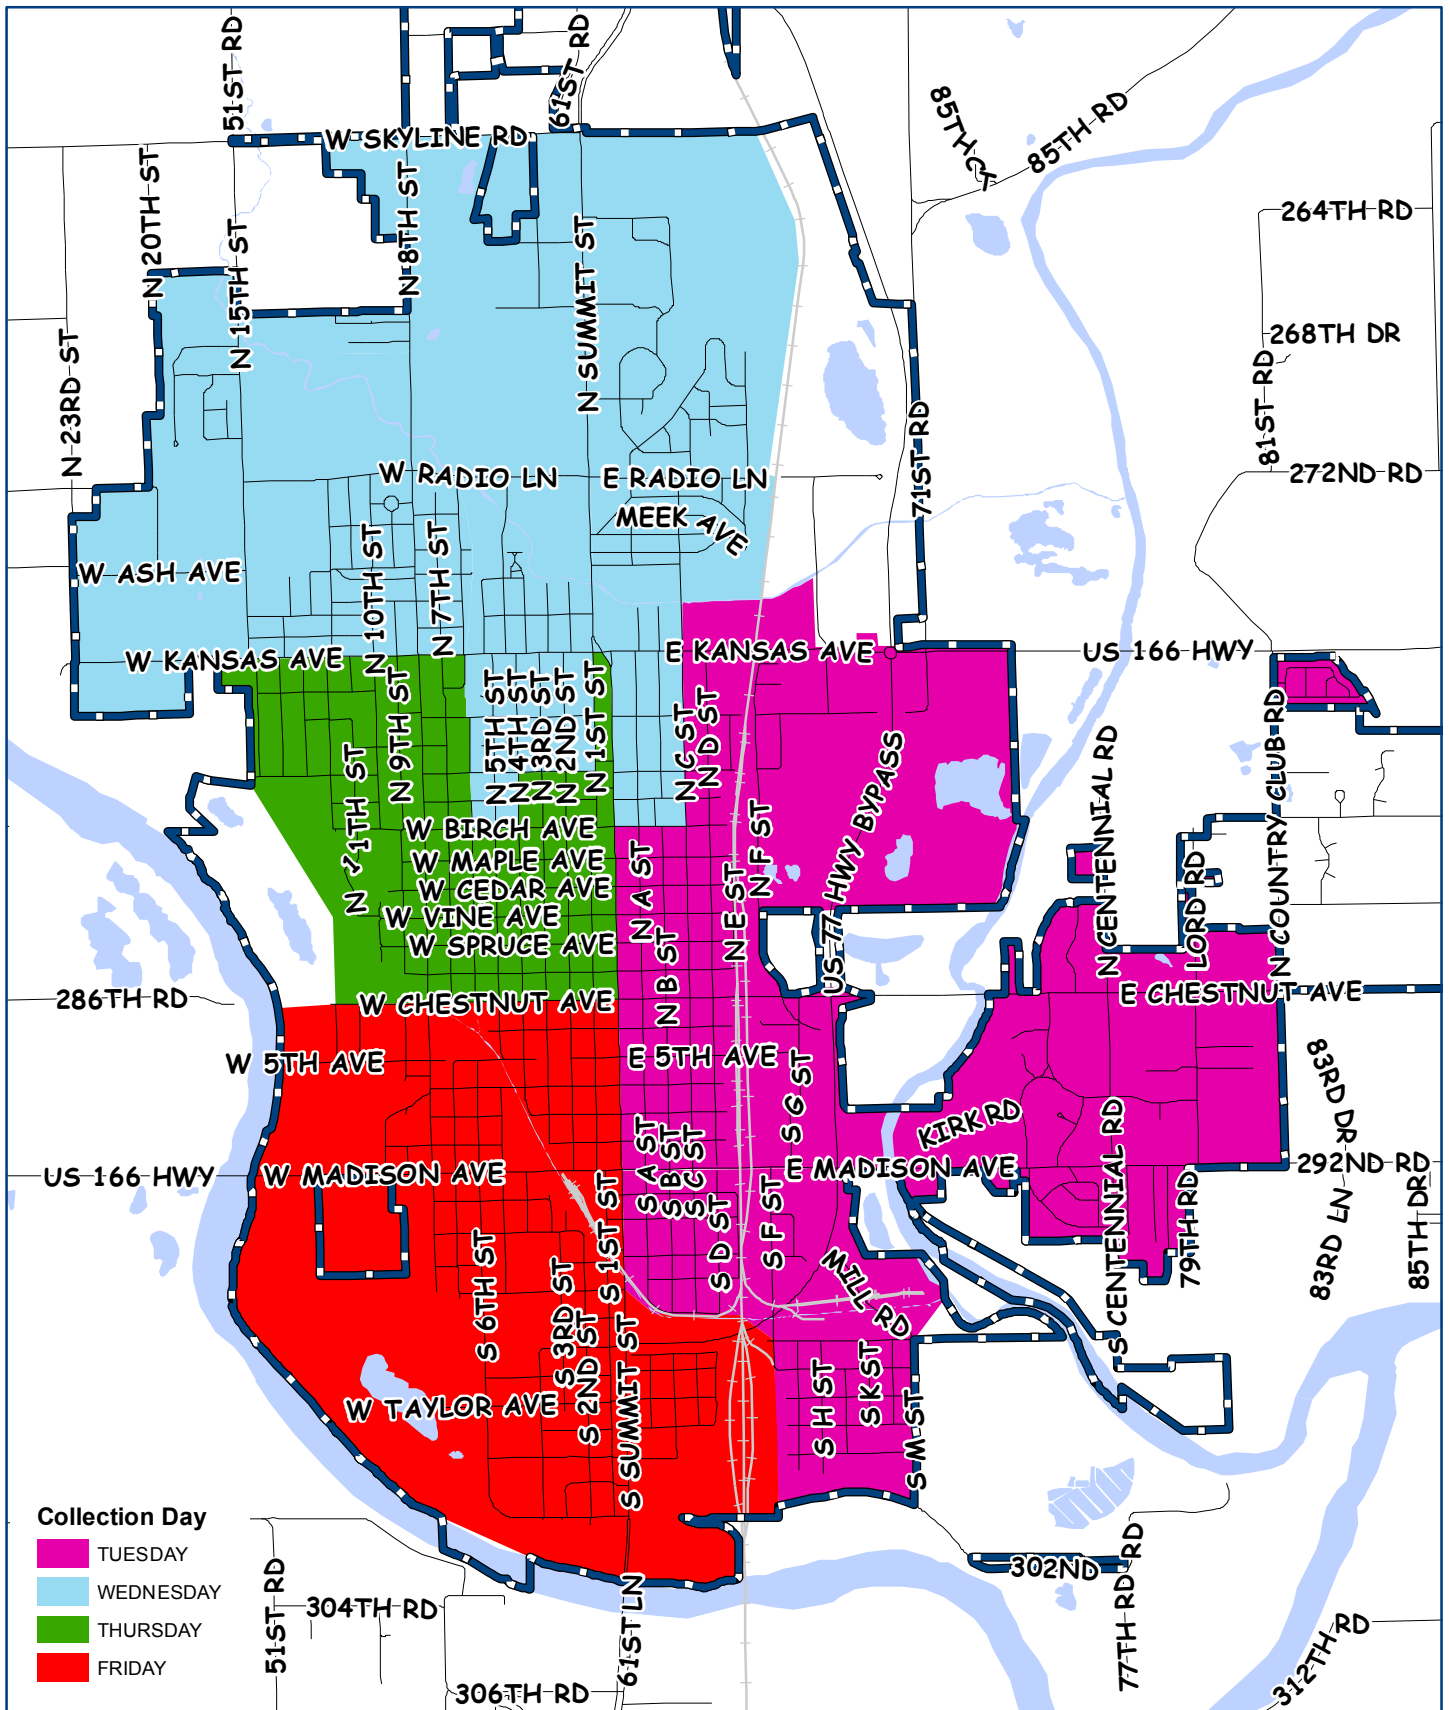 51ST RD
61ST RD
W SKYLINE RD
85TH CT
85TH RD
N 20TH ST
N 8TH ST
264TH RD
N 15TH ST
N SUMMIT ST
268TH DR
N 23RD ST
81ST RD
71ST RD
W RADIO LN
E RADIO LN
272ND RD
MEEK AVE
N 10TH ST
N 7TH ST
W ASH AVE
W KANSAS AVE
E KANSAS AVE
US 166 HWY
N 9TH ST
N 5TH ST
N 4TH ST
N 3RD ST
N 2ND ST
N 1ST ST
N C ST
N D ST
N 11TH ST
US 77 HWY BYPASS
N CENTENNIAL RD
N COUNTRY CLUB RD
W BIRCH AVE
W MAPLE AVE
W CEDAR AVE
W VINE AVE
W SPRUCE AVE
N A ST
N F ST
N E ST
LORD RD
N B ST
286TH RD
W CHESTNUT AVE
E CHESTNUT AVE
W 5TH AVE
E 5TH AVE
S G ST
83RD DR
KIRK RD
US 166 HWY
W MADISON AVE
E MADISON AVE
292ND RD
S A ST
S B ST
S C ST
S CENTENNIAL RD
S 1ST ST
S D ST
S F ST
79TH RD
83RD LN
85TH DR
S 6TH ST
S 3RD ST
MILL RD
S 2ND ST
S SUMMIT ST
S H ST
S K ST
S M ST
W TAYLOR AVE
Collection Day
TUESDAY
WEDNESDAY
THURSDAY
FRIDAY
302ND RD
51ST RD
304TH RD
61ST LN
77TH RD
312TH RD
306TH RD